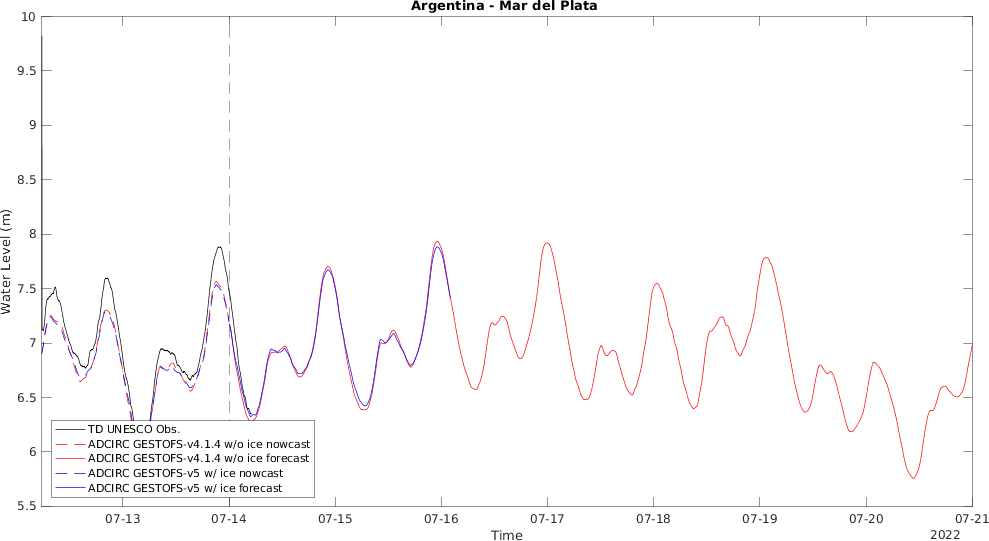 Argentina - Mar del Plata
10
9.5
9
8.5
8
7.5
7
6.5
6
5.5
Water Level (m)
TD UNESCO Obs.
ADCIRC GESTOFS-v4.1.4 w/o ice nowcast
ADCIRC GESTOFS-v4.1.4 w/o ice forecast
ADCIRC GESTOFS-v5 w/ ice nowcast
ADCIRC GESTOFS-v5 w/ ice forecast
07-13 07-14 07-15 07-16 07-17 07-18 07-19 07-20 07-21
Time
2022